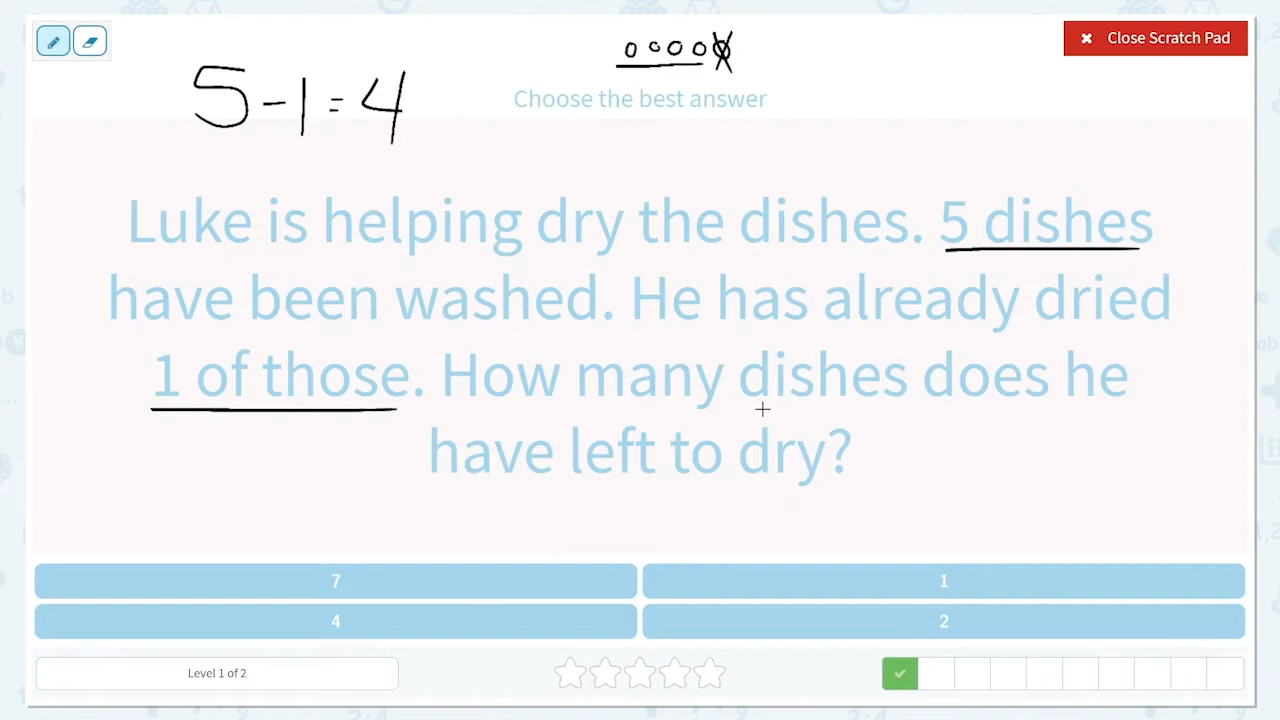 Close Scratch Pad
5 - 1 = 4
Choose the best answer
Luke is helping dry the dishes. 5 dishes
have been washed. He has already dried
1 of those. How many dishes does he
have left to dry?
7
1
4
2
Level 1 of 2